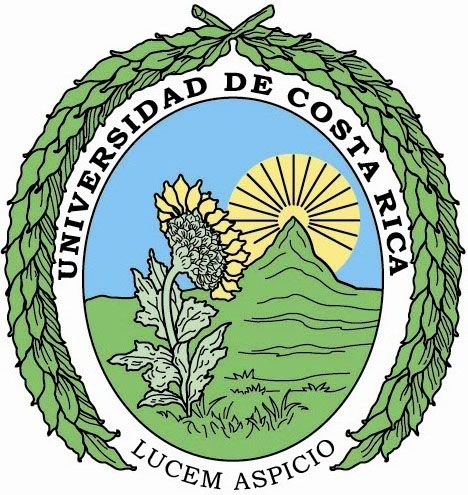 UNIVERSIDAD DE COSTA RICA
LUCEM ASPICIO